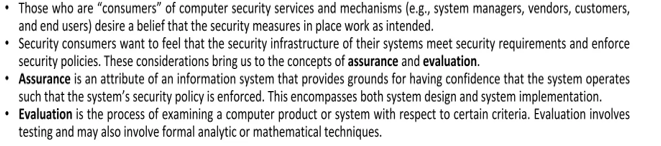 • Those who are “consumers” of computer security services and mechanisms (e.g., system managers, vendors, customers,
and end users) desire a belief that the security measures in place work as intended.
• Security consumers want to feel that the security infrastructure of their systems meet security requirements and enforce
security policies. These considerations bring us to the concepts of assurance and evaluation.
• Assurance is an attribute of an information system that provides grounds for having confidence that the system operates
such that the system’s security policy is enforced. This encompasses both system design and system implementation.
• Evaluation is the process of examining a computer product or system with respect to certain criteria. Evaluation involves
testing and may also involve formal analytic or mathematical techniques.